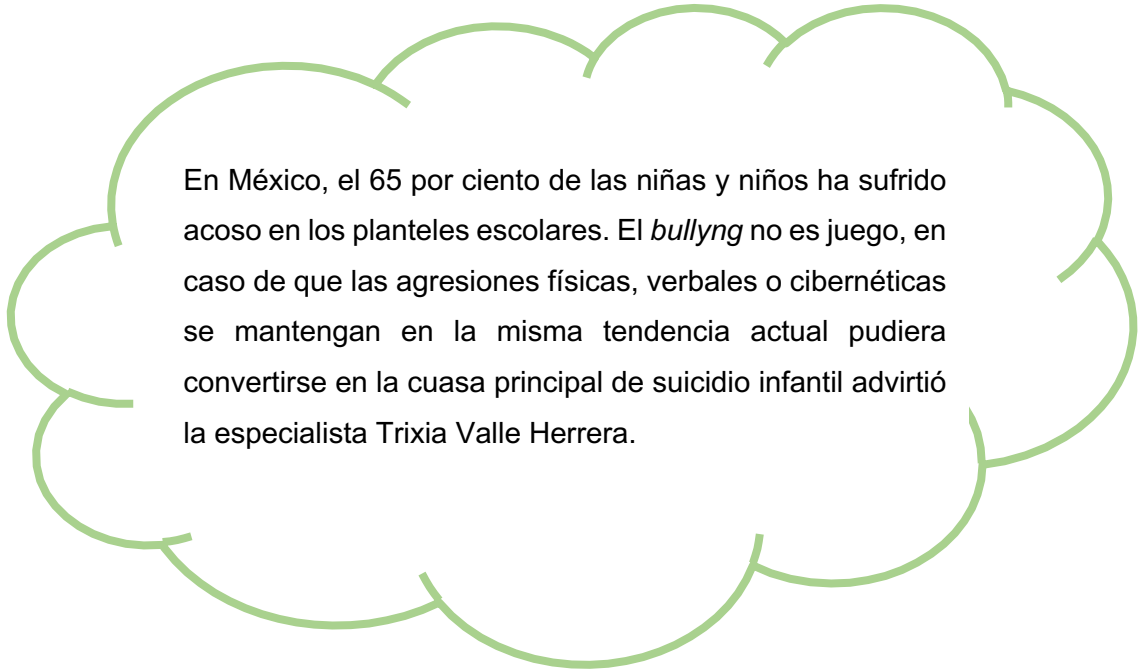 En México, el 65 por ciento de las niñas y niños ha sufrido
acoso en los planteles escolares. El bullyng no es juego, en
caso de que las agresiones físicas, verbales o cibernéticas
se mantengan en la misma tendencia actual pudiera
convertirse en la cuasa principal de suicidio infantil advirtió
la especialista Trixia Valle Herrera.